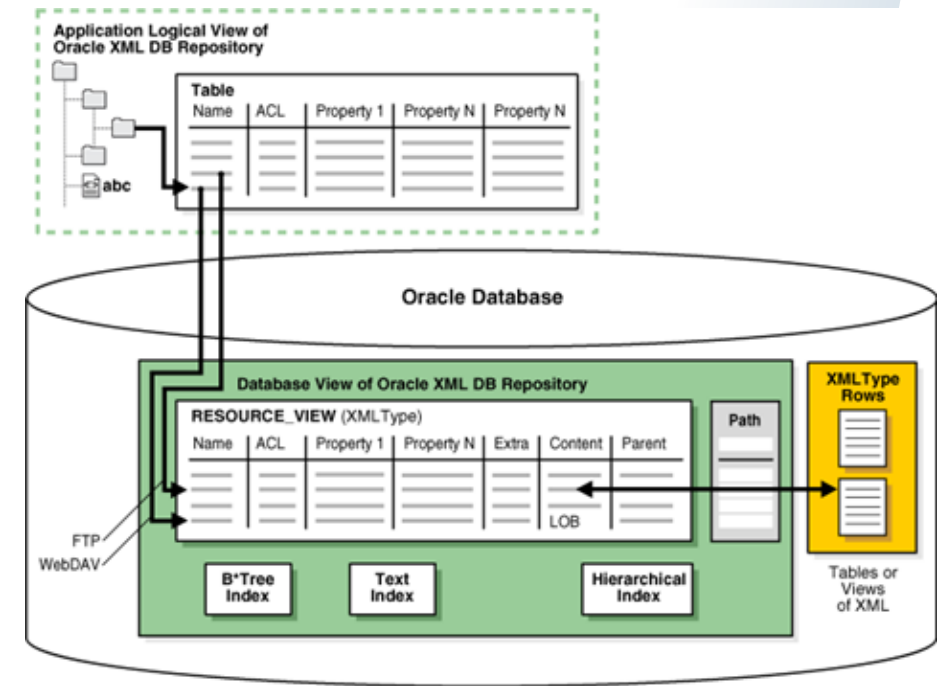 Application Logical View of
Oracle XML DB Repository
Table
Name ACL Property 1 Property N Property N
abc
Oracle Database
Database View of Oracle XML DB Repository
RESOURCE_VIEW (XMLType)
Name ACL Property 1 Property N Extra Content Parent
LOB
Path
XMLType
Rows
FTP
WebDAV
B*Tree
Index
Text
Index
Hierarchical
Index
Tables or
Views
of XML